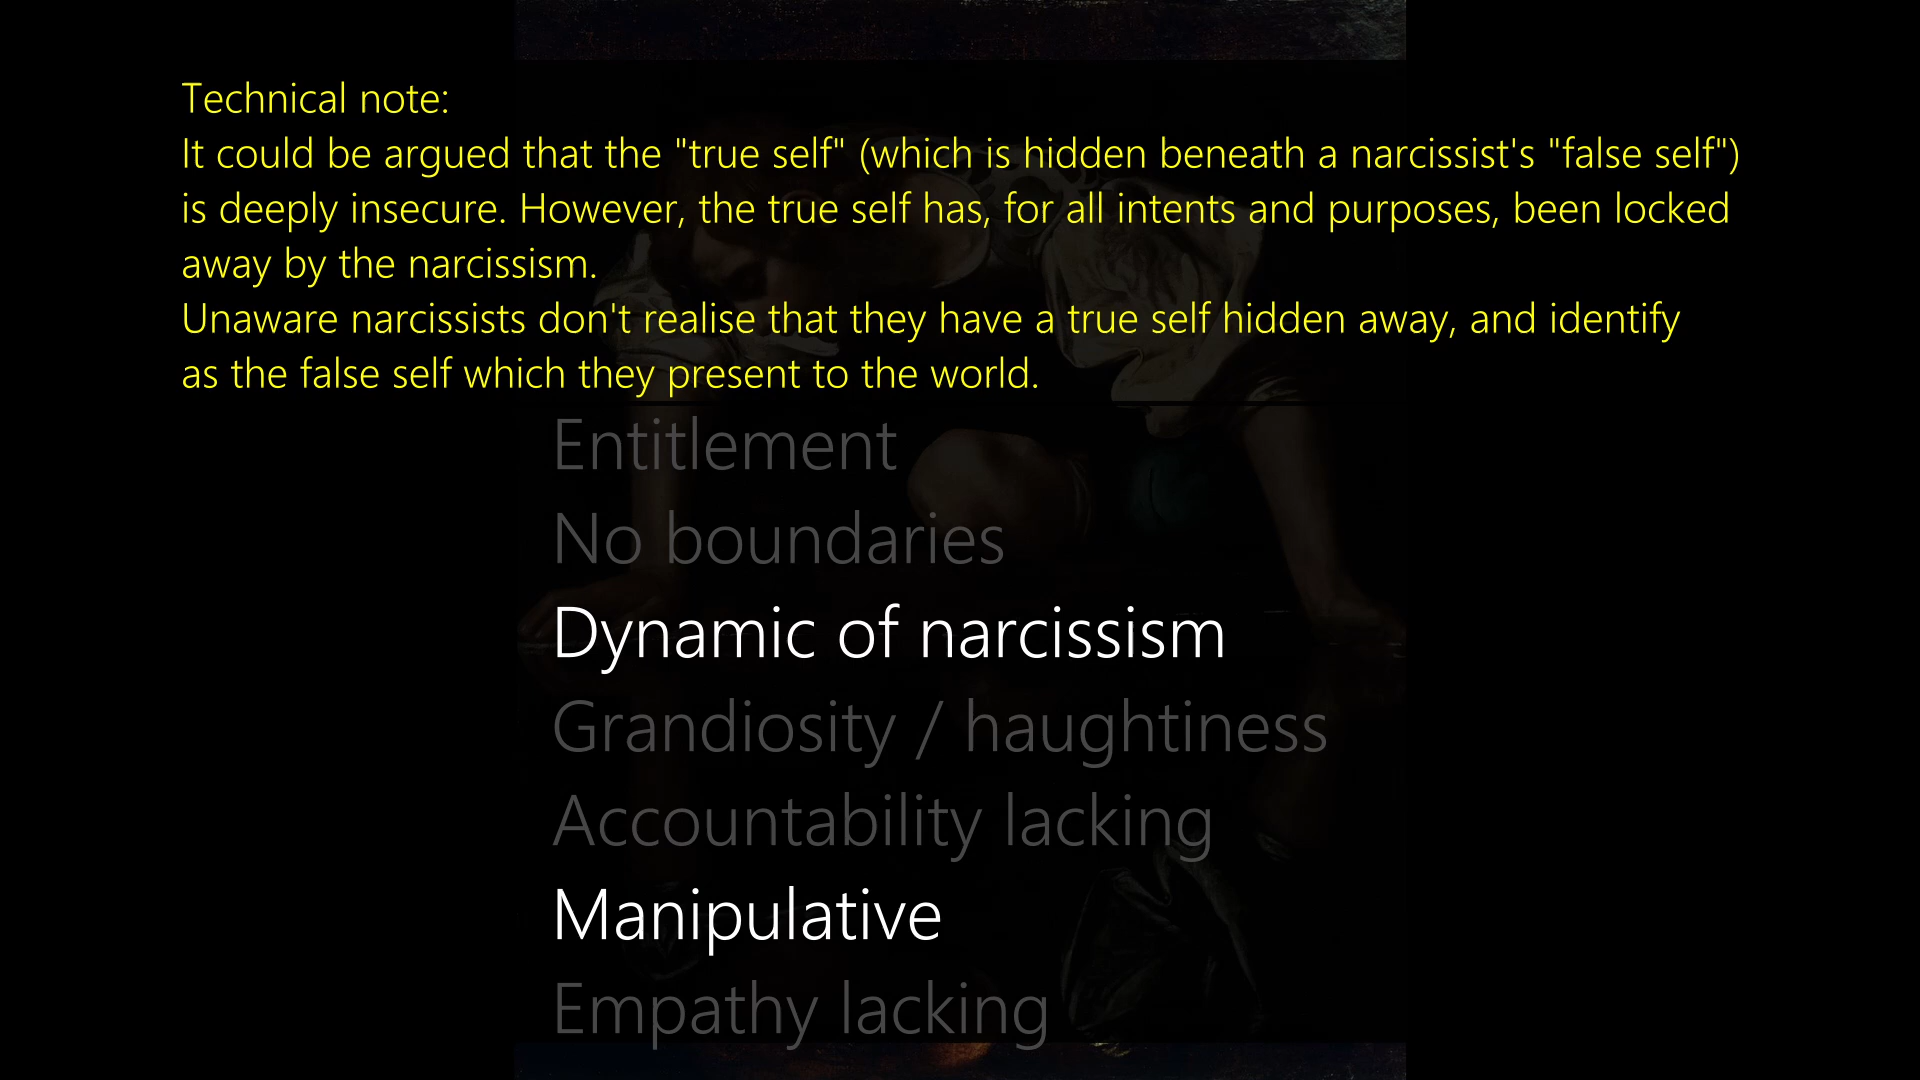 Technical note:
It could be argued that the "true self" (which is hidden beneath a narcissist's "false self")
is deeply insecure. However, the true self has, for all intents and purposes, been locked
away by the narcissism.
Unaware narcissists don't realise that they have a true self hidden away, and identify
as the false self which they present to the world.
Entitlement
No boundaries
Dynamic of narcissism
Grandiosity / haughtiness
Accountability lacking
Manipulative
Empathy lacking